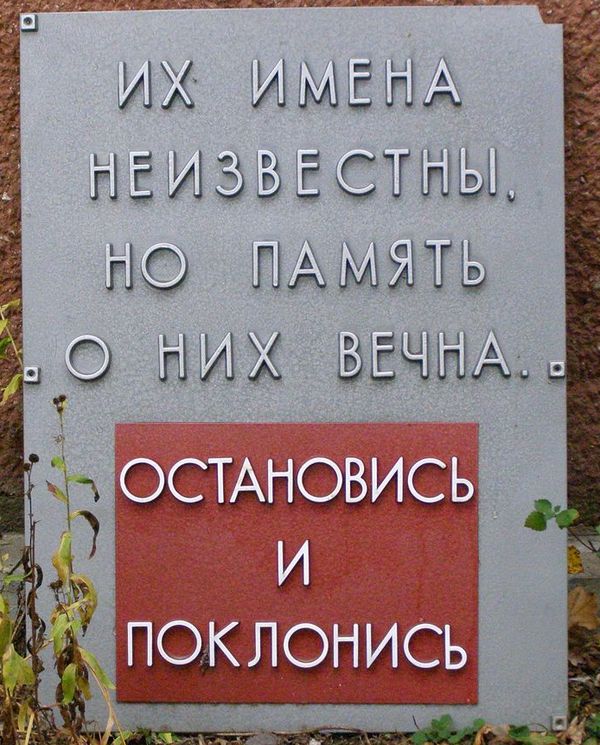 ИХ ИМЕНА
НЕИЗВЕСТНЫ,
НО ПАМЯТЬ
О НИХ ВЕЧНА.
ОСТАНОВИСЬ
И
ПОКЛОНИСЬ